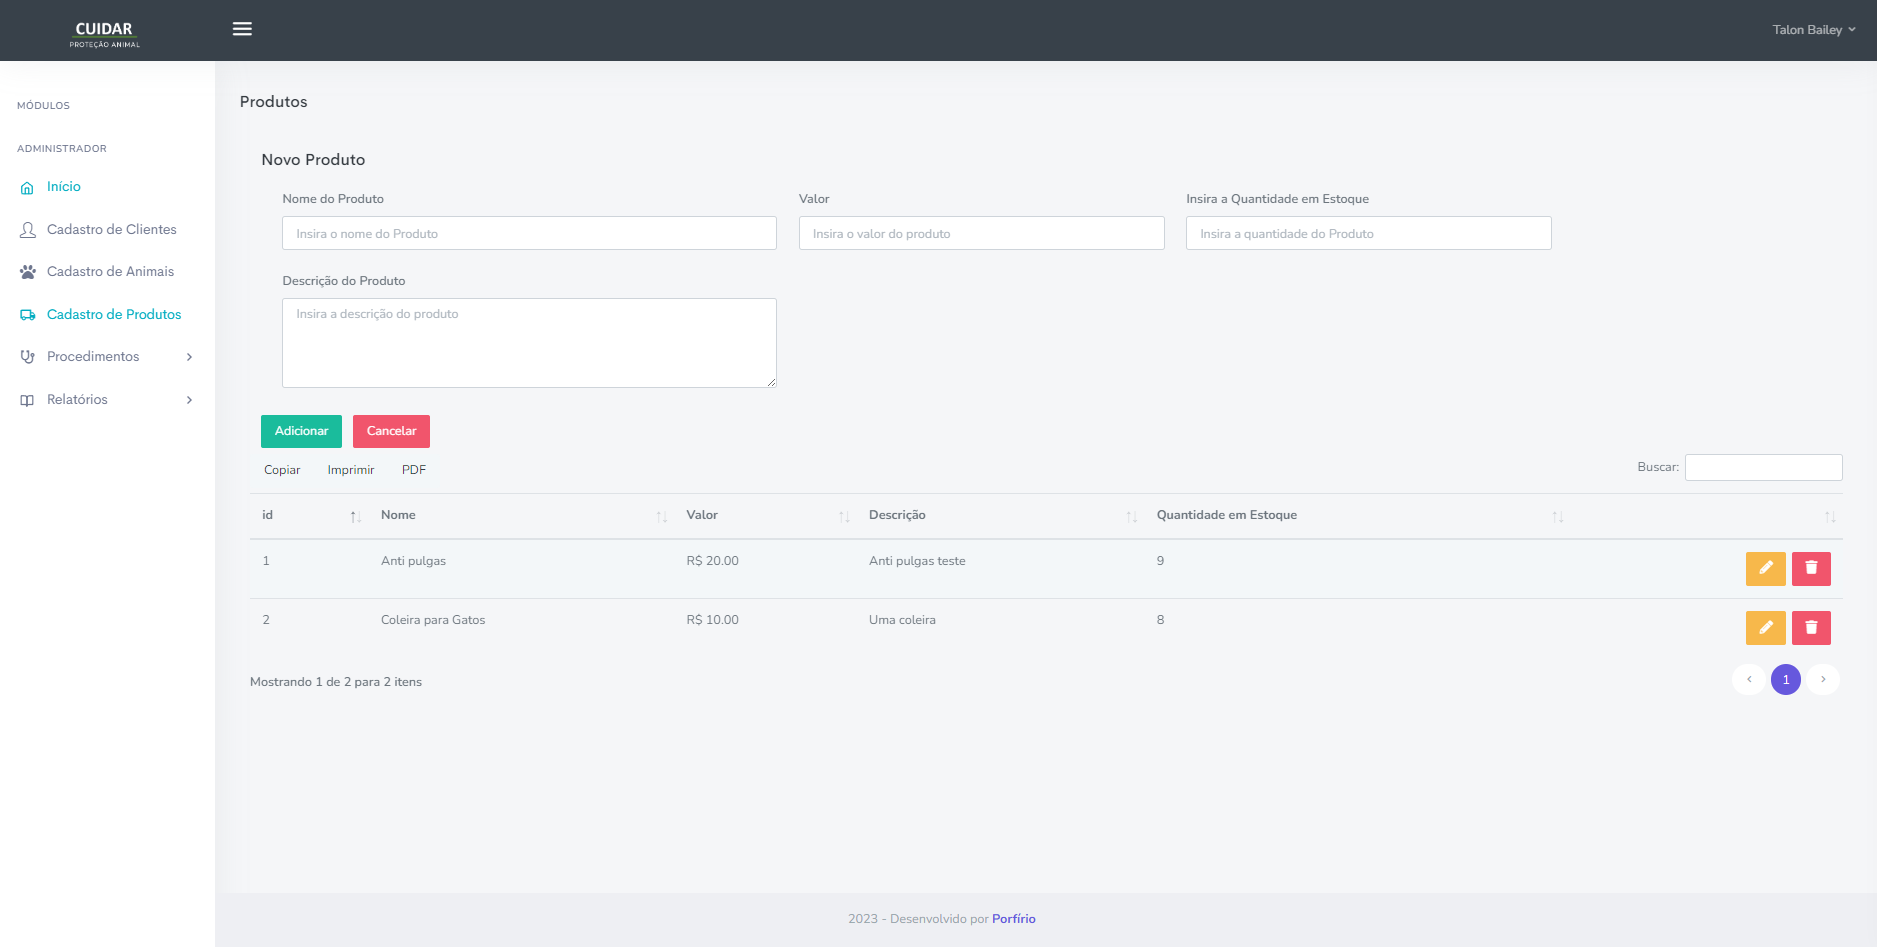 CUIDAR
PROTEÇÃO ANIMAL
Talon Bailey
MÓDULOS
ADMINISTRADOR
Início
Cadastro de Clientes
Cadastro de Animais
Cadastro de Produtos
Procedimentos
Relatórios
Produtos
Novo Produto
Nome do Produto Valor Insira a Quantidade em Estoque
Insira o nome do Produto Insira o valor do produto Insira a quantidade do Produto
Descrição do Produto
Insira a descrição do produto
Adicionar Cancelar
Copiar Imprimir PDF Buscar:
id Nome Valor Descrição Quantidade em Estoque
1 Anti pulgas R$ 20.00 Anti pulgas teste 9
2 Coleira para Gatos R$ 10.00 Uma coleira 8
Mostrando 1 de 2 para 2 itens 1
2023 - Desenvolvido por Porfírio